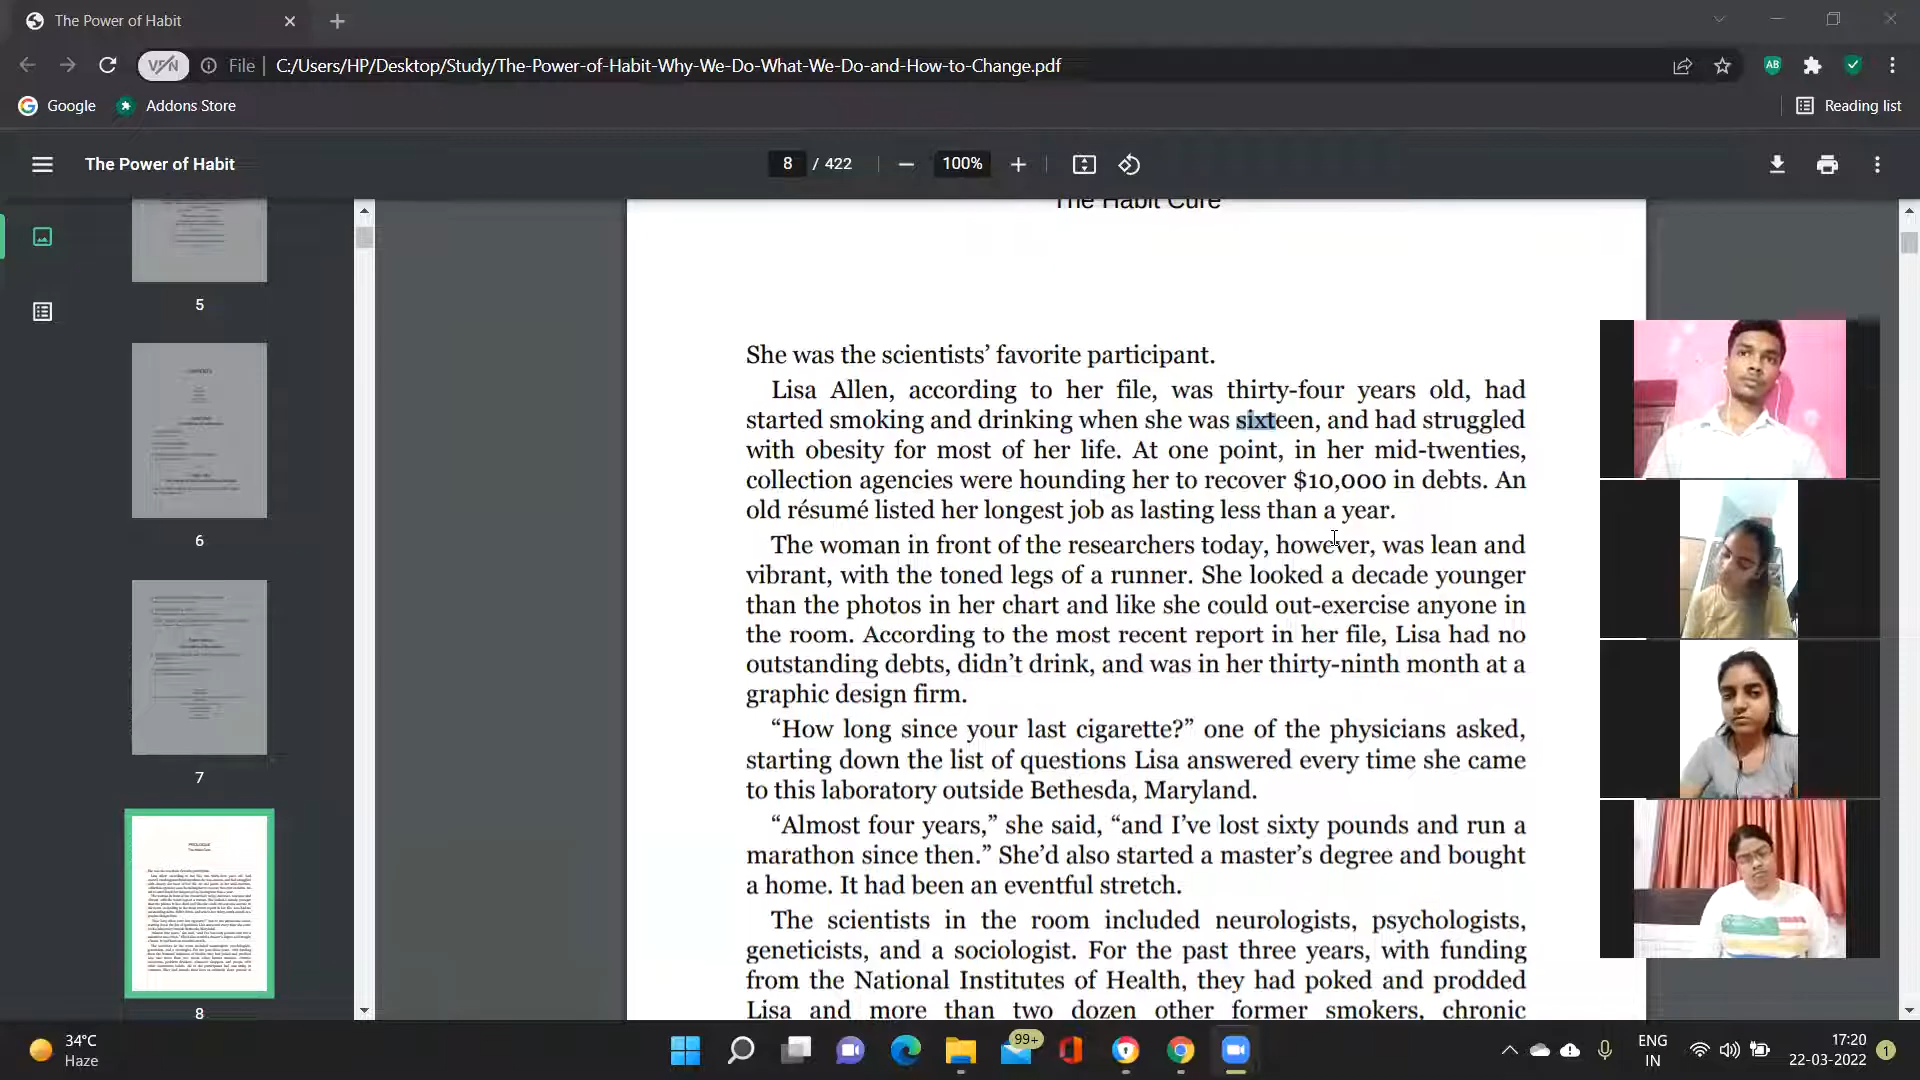 The Power of Habit
VPN
File
C:/Users/HP/Desktop/Study/The-Power-of-Habit-Why-We-Do-What-We-Do-and-How-to-Change.pdf
AB
Google
Addons Store
Reading list
The Power of Habit
8 / 422
100%
The Habit Cure
She was the scientists’ favorite participant.
Lisa Allen, according to her file, was thirty-four years old, had
started smoking and drinking when she was sixteen, and had struggled
with obesity for most of her life. At one point, in her mid-twenties,
collection agencies were hounding her to recover $10,000 in debts. An
old résumé listed her longest job as lasting less than a year.
The woman in front of the researchers today, however, was lean and
vibrant, with the toned legs of a runner. She looked a decade younger
than the photos in her chart and like she could out-exercise anyone in
the room. According to the most recent report in her file, Lisa had no
outstanding debts, didn’t drink, and was in her thirty-ninth month at a
graphic design firm.
“How long since your last cigarette?” one of the physicians asked,
starting down the list of questions Lisa answered every time she came
to this laboratory outside Bethesda, Maryland.
“Almost four years,” she said, “and I’ve lost sixty pounds and run a
marathon since then.” She’d also started a master’s degree and bought
a home. It had been an eventful stretch.
The scientists in the room included neurologists, psychologists,
geneticists, and a sociologist. For the past three years, with funding
from the National Institutes of Health, they had poked and prodded
Lisa and more than two dozen other former smokers, chronic
5
6
7
8
34°C
Haze
99+
ENG
IN
17:20
22-03-2022
1